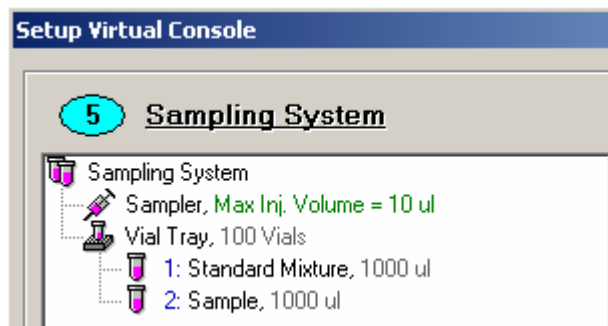 Setup Virtual Console
5 Sampling System
Sampling System
Sampler, Max Inj. Volume = 10 ul
Vial Tray, 100 Vials
1: Standard Mixture, 1000 ul
2: Sample, 1000 ul